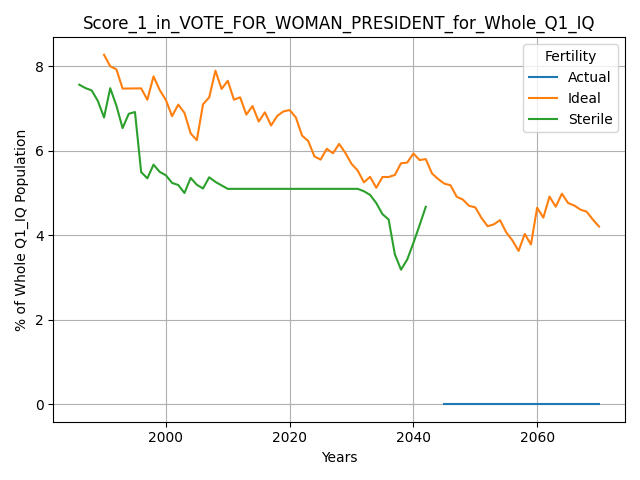 Score_1_in_VOTE_FOR_WOMAN_PRESIDENT_for_Whole_Q1_IQ
Fertility
Actual
Ideal
Sterile
% of Whole Q1_IQ Population
8
6
4
2
0
2000
2020
2040
2060
Years